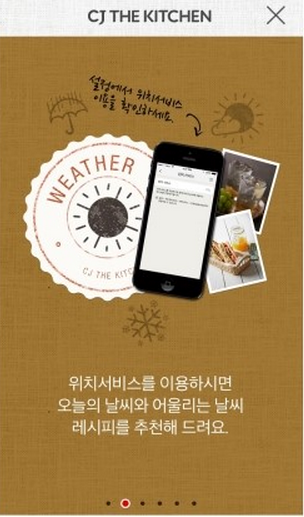 CJ THE KITCHEN
설정에서 위치서비스
이용을 확인하세요.
WEATHER
CJ THE KITC
위치서비스를 이용하시면
오늘의 날씨와 어울리는 날씨
레시피를 추천해 드려요.